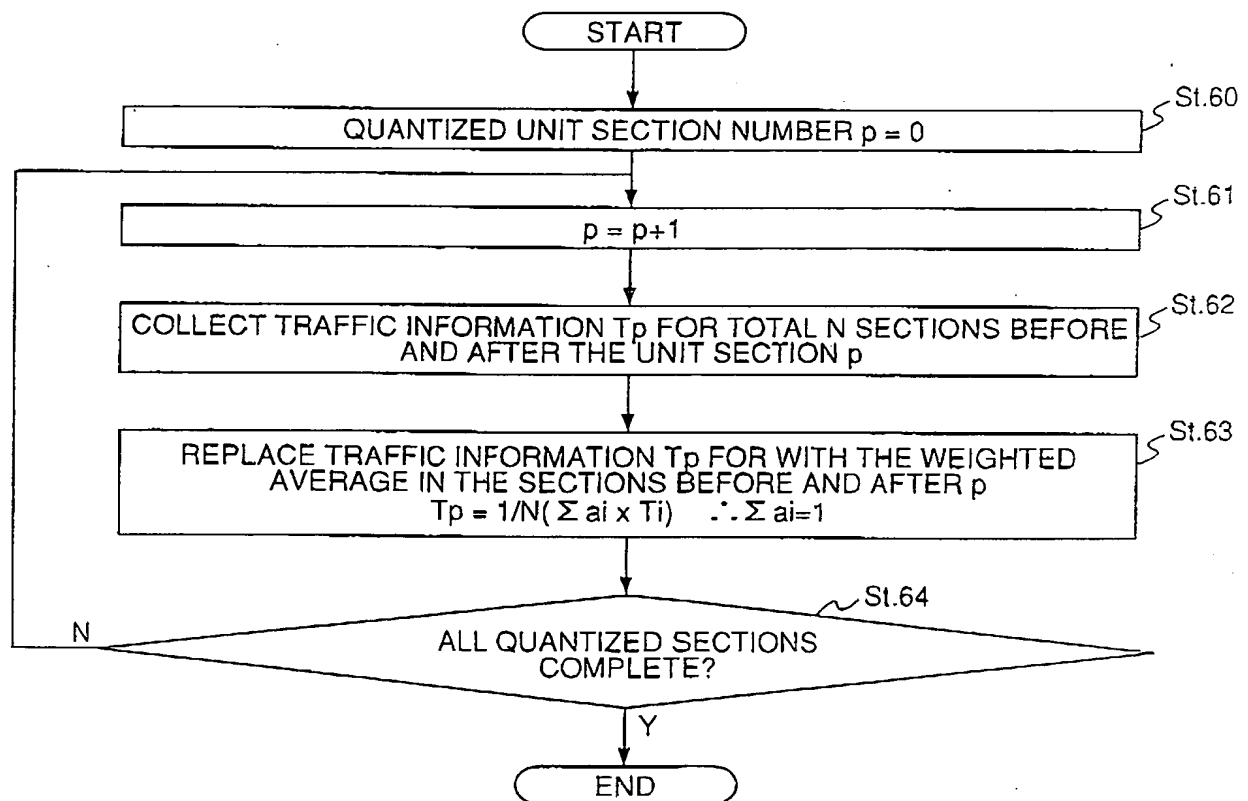 START
St.60
QUANTIZED UNIT SECTION NUMBER p = 0
St.61
p = p+1
St.62
COLLECT TRAFFIC INFORMATION Tp FOR TOTAL N SECTIONS BEFORE
AND AFTER THE UNIT SECTION p
St.63
REPLACE TRAFFIC INFORMATION Tp FOR WITH THE WEIGHTED
AVERAGE IN THE SECTIONS BEFORE AND AFTER p
Tp = 1/N( Σ ai x Ti) ∴ Σ ai=1
St.64
N
ALL QUANTIZED SECTIONS
COMPLETE?
Y
END